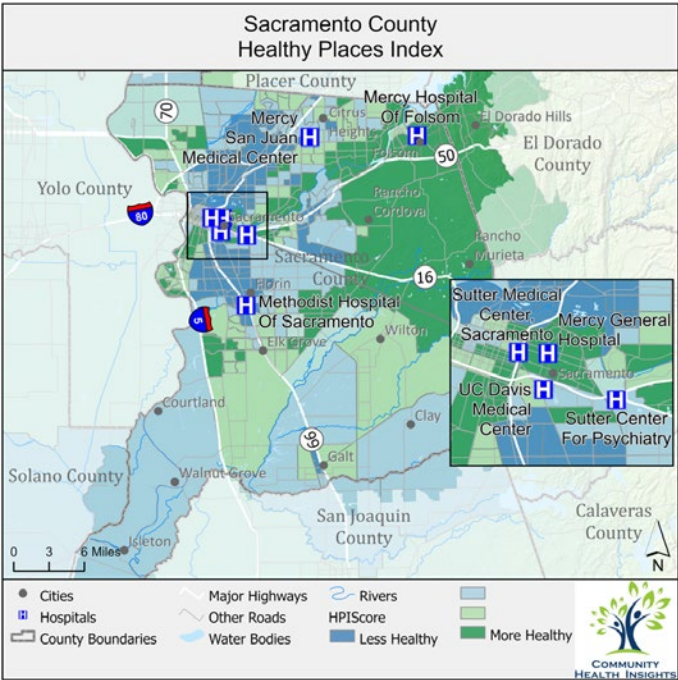 Sacramento County
Healthy Places Index
Placer County
70
Mercy
San Juan
Medical Center
Citrus
Heights
Mercy Hospital
Of Folsom
Folsom
El Dorado Hills
El Dorado
County
50
Yolo County
80
Sacramento
Rancho
Cordova
Sacramento
County
Rancho
Murieta
16
Florin
Methodist Hospital
Of Sacramento
5
Elk Grove
Wilton
Sutter Medical
Center,
Sacramento
Mercy General
Hospital
Sacramento
UC Davis
Medical
Center
Sutter Center
For Psychiatry
Courtland
Clay
99
Galt
Solano County
Walnut Grove
San Joaquin
County
Calaveras
County
Isleton
0 3 6 Miles
N
Cities
Hospitals
County Boundaries
Major Highways
Other Roads
Water Bodies
Rivers
HPIScore
Less Healthy
More Healthy
COMMUNITY
HEALTH INSIGHTS